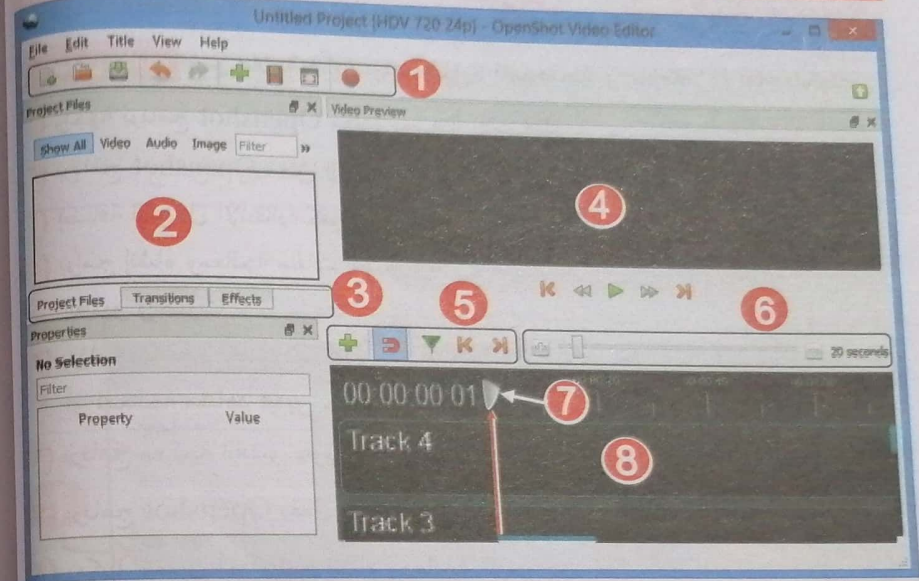 Untitled Project [HDV 720 24p] - OpenShot Video Editor
File Edit Title View Help
1
Project Files
Video Preview
Show All Video Audio Image Filter »
2
4
Project Files Transitions Effects
3
5
6
Properties
20 seconds
No Selection
Filter
Property Value
00:00:00:01
7
Track 4
8
Track 3